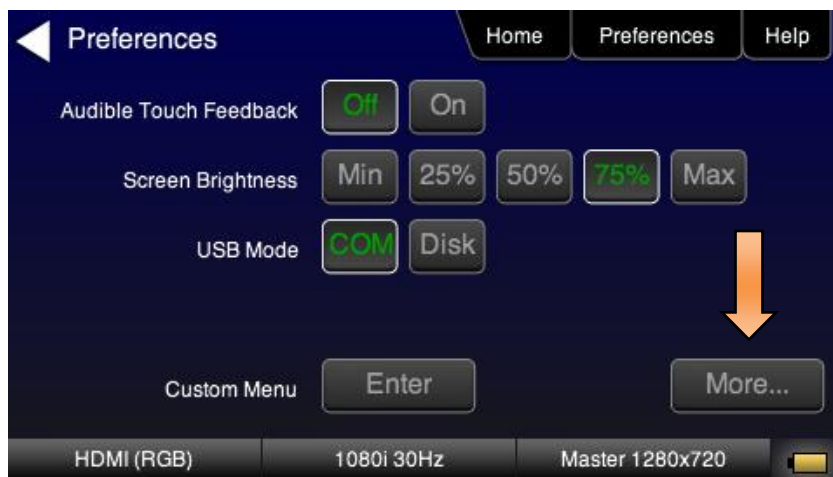 Preferences Home Preferences Help
Audible Touch Feedback Off On
Screen Brightness Min 25% 50% 75% Max
USB Mode COM Disk
Custom Menu Enter More...
HDMI (RGB) 1080i 30Hz Master 1280x720